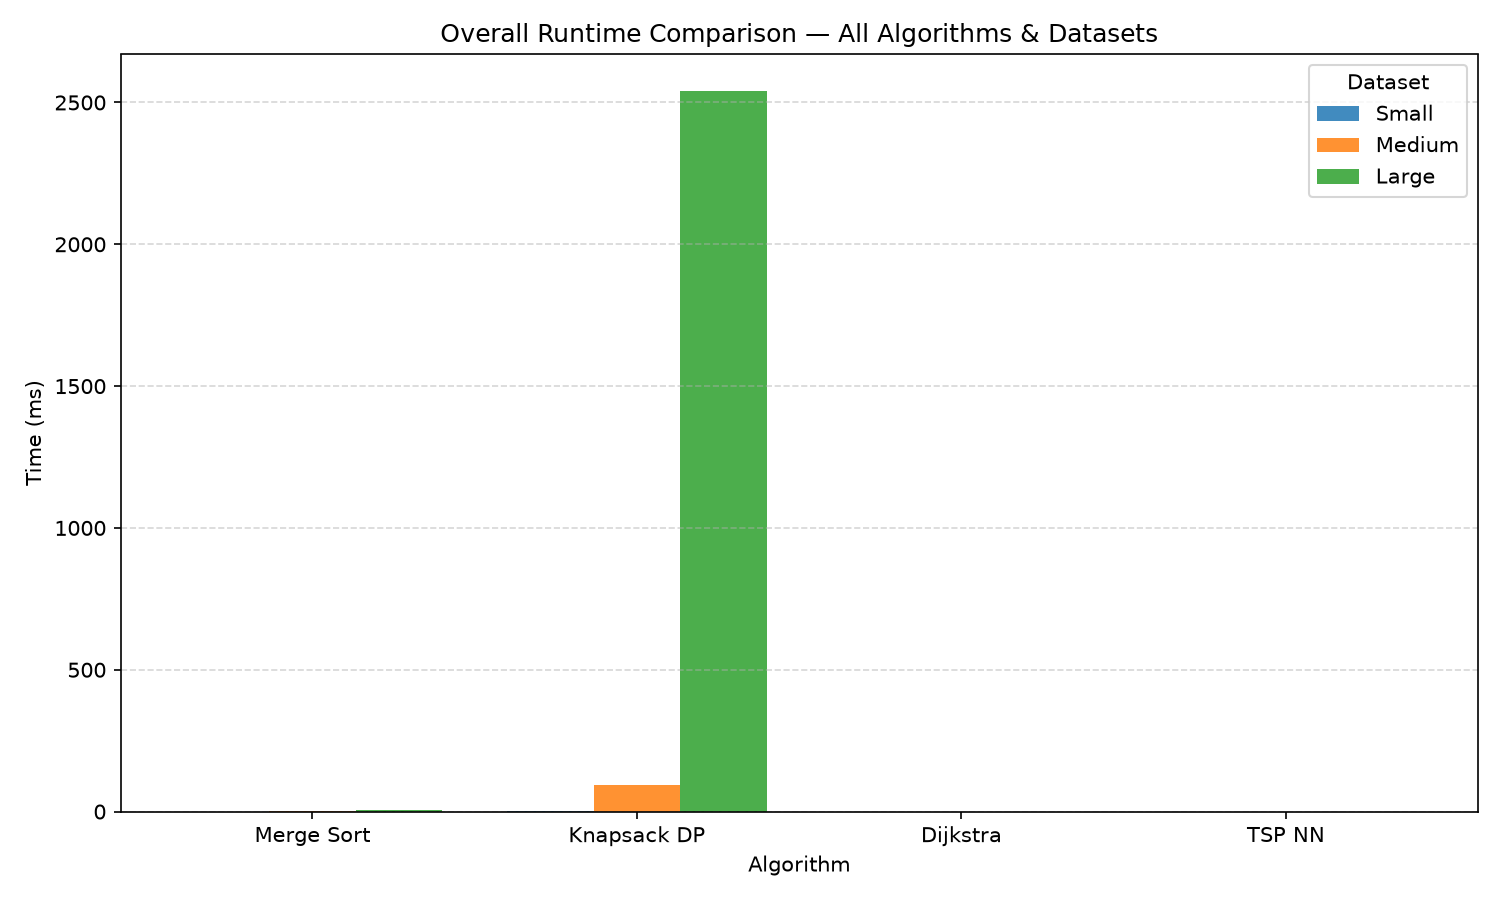 Overall Runtime Comparison — All Algorithms & Datasets
Dataset
Small
Medium
Large
2500
2000
1500
1000
500
0
Time (ms)
Merge Sort
Knapsack DP
Dijkstra
TSP NN
Algorithm